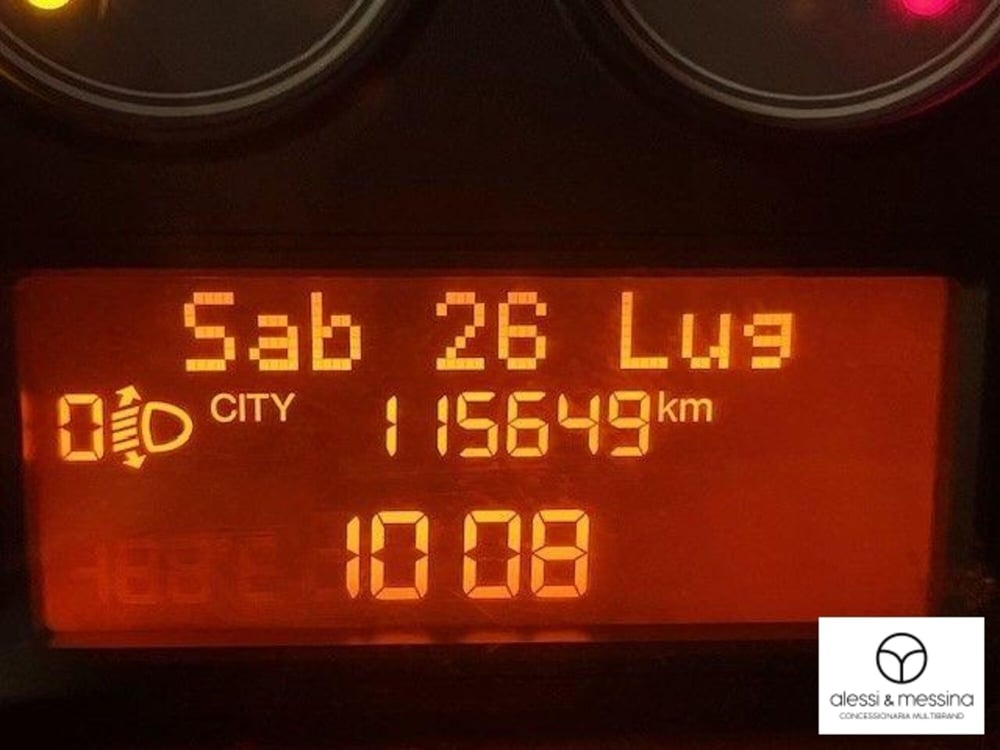 Sab 26 Lug
0 CITY 115649 km
10 08
alessi & messina
CONCESSIONARIA MULTIBRAND